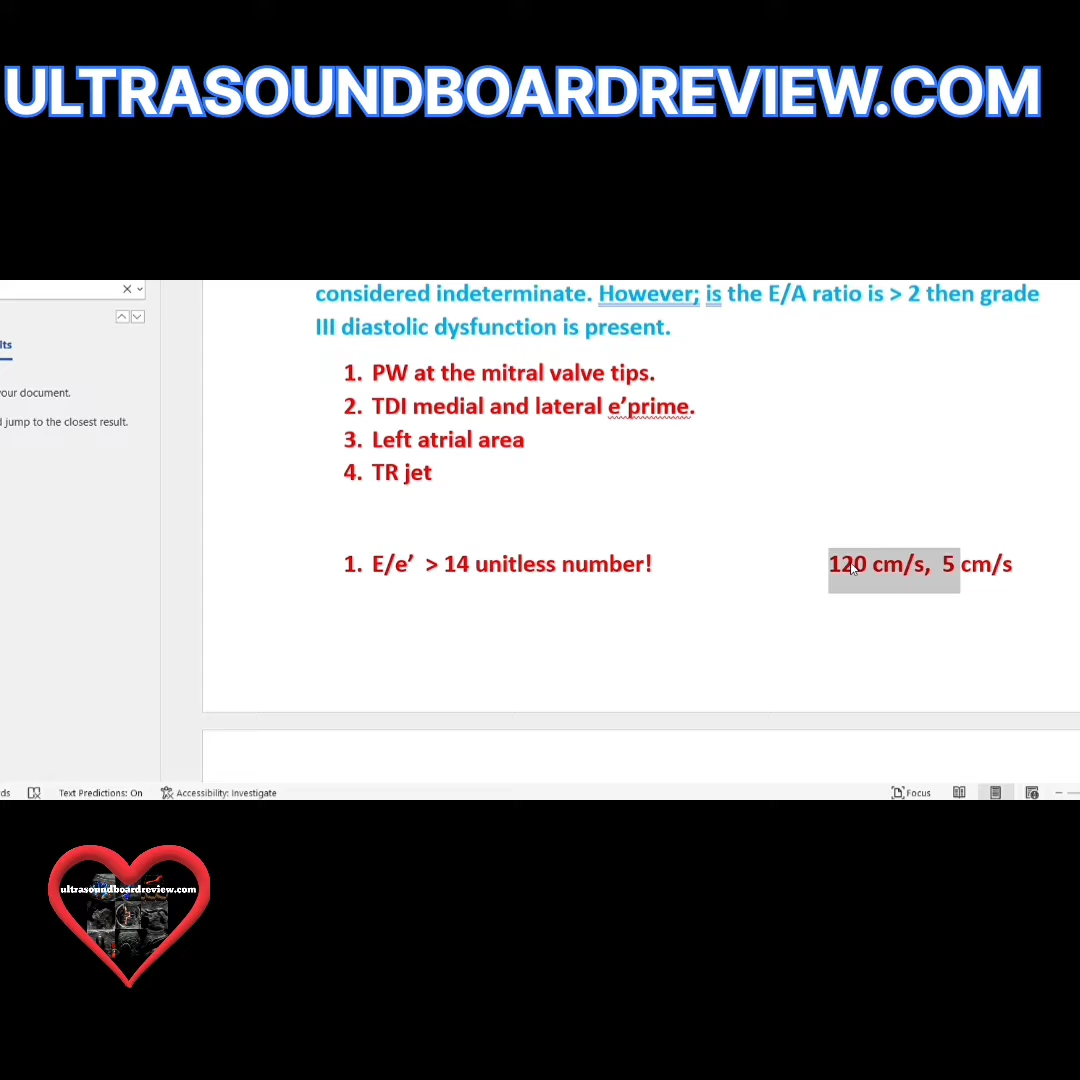 ULTRASOUNDBOARDREVIEW.COM
considered indeterminate. However; is the E/A ratio is > 2 then grade
III diastolic dysfunction is present.
lts
your document.
d jump to the closest result.
1. PW at the mitral valve tips.
2. TDI medial and lateral e’prime.
3. Left atrial area
4. TR jet
1. E/e’ > 14 unitless number! 120 cm/s, 5 cm/s
ds Text Predictions: On Accessibility: Investigate Focus
ultrasoundboardreview.com